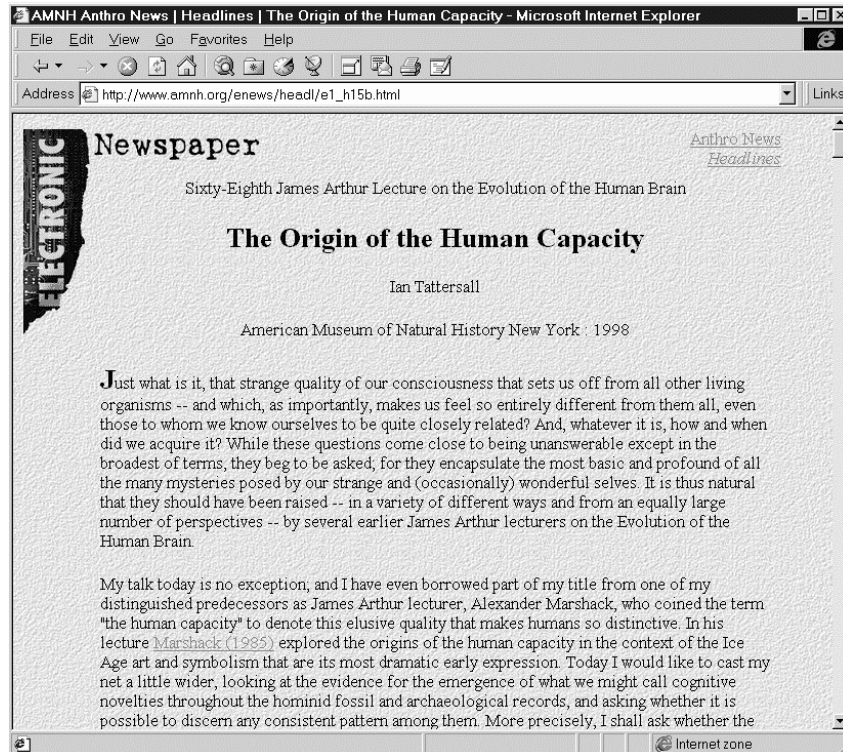 AMNH Anthro News | Headlines | The Origin of the Human Capacity - Microsoft Internet Explorer
File Edit View Go Favorites Help
Address http://www.amnh.org/enews/headl/e1_h15b.html Links
ELECTRONIC
Newspaper
Anthro News
Headlines
Sixty-Eighth James Arthur Lecture on the Evolution of the Human Brain
The Origin of the Human Capacity
Ian Tattersall
American Museum of Natural History New York : 1998
Just what is it, that strange quality of our consciousness that sets us off from all other living
organisms -- and which, as importantly, makes us feel so entirely different from them all, even
those to whom we know ourselves to be quite closely related? And, whatever it is, how and when
did we acquire it? While these questions come close to being unanswerable except in the
broadest of terms, they beg to be asked; for they encapsulate the most basic and profound of all
the many mysteries posed by our strange and (occasionally) wonderful selves. It is thus natural
that they should have been raised -- in a variety of different ways and from an equally large
number of perspectives -- by several earlier James Arthur lecturers on the Evolution of the
Human Brain.
My talk today is no exception; and I have even borrowed part of my title from one of my
distinguished predecessors as James Arthur lecturer, Alexander Marshack, who coined the term
"the human capacity" to denote this elusive quality that makes humans so distinctive. In his
lecture Marshack (1985) explored the origins of the human capacity in the context of the Ice
Age art and symbolism that are its most dramatic early expression. Today I would like to cast my
net a little wider, looking at the evidence for the emergence of what we might call cognitive
novelties throughout the hominid fossil and archaeological records, and asking whether it is
possible to discern any consistent pattern among them. More precisely, I shall ask whether the
Internet zone